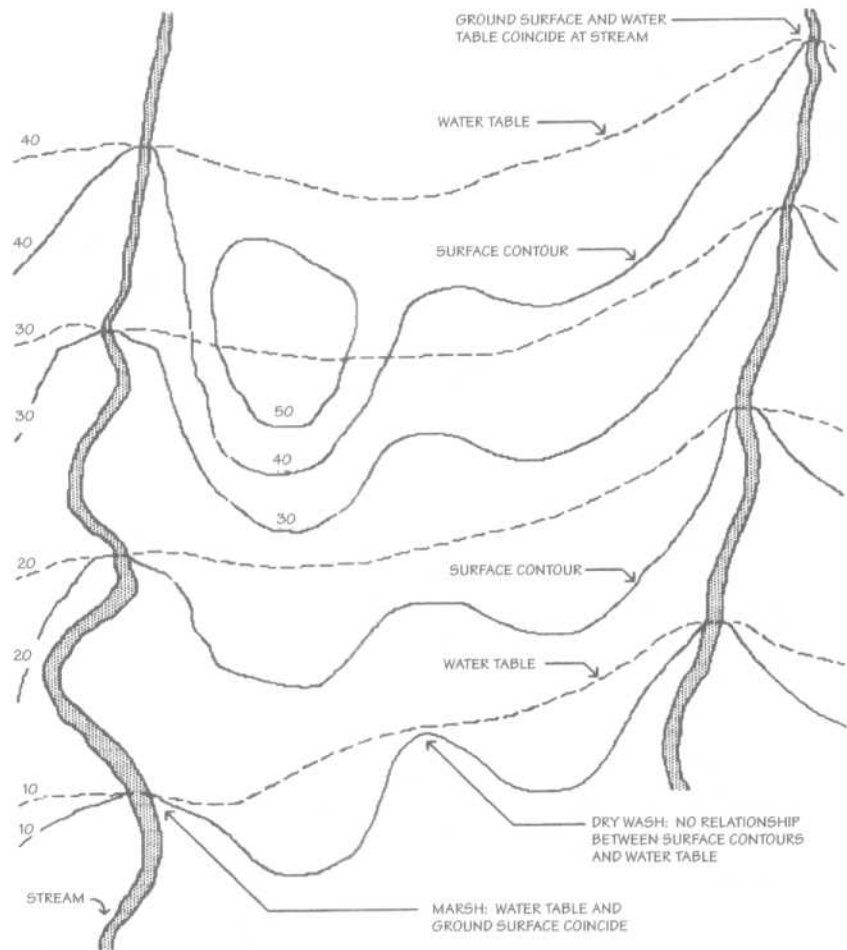 GROUND SURFACE AND WATER
TABLE COINCIDE AT STREAM
WATER TABLE
40
40
SURFACE CONTOUR
30
30
50
40
30
20
SURFACE CONTOUR
20
WATER TABLE
10
10
DRY WASH: NO RELATIONSHIP
BETWEEN SURFACE CONTOURS
AND WATER TABLE
STREAM
MARSH: WATER TABLE AND
GROUND SURFACE COINCIDE